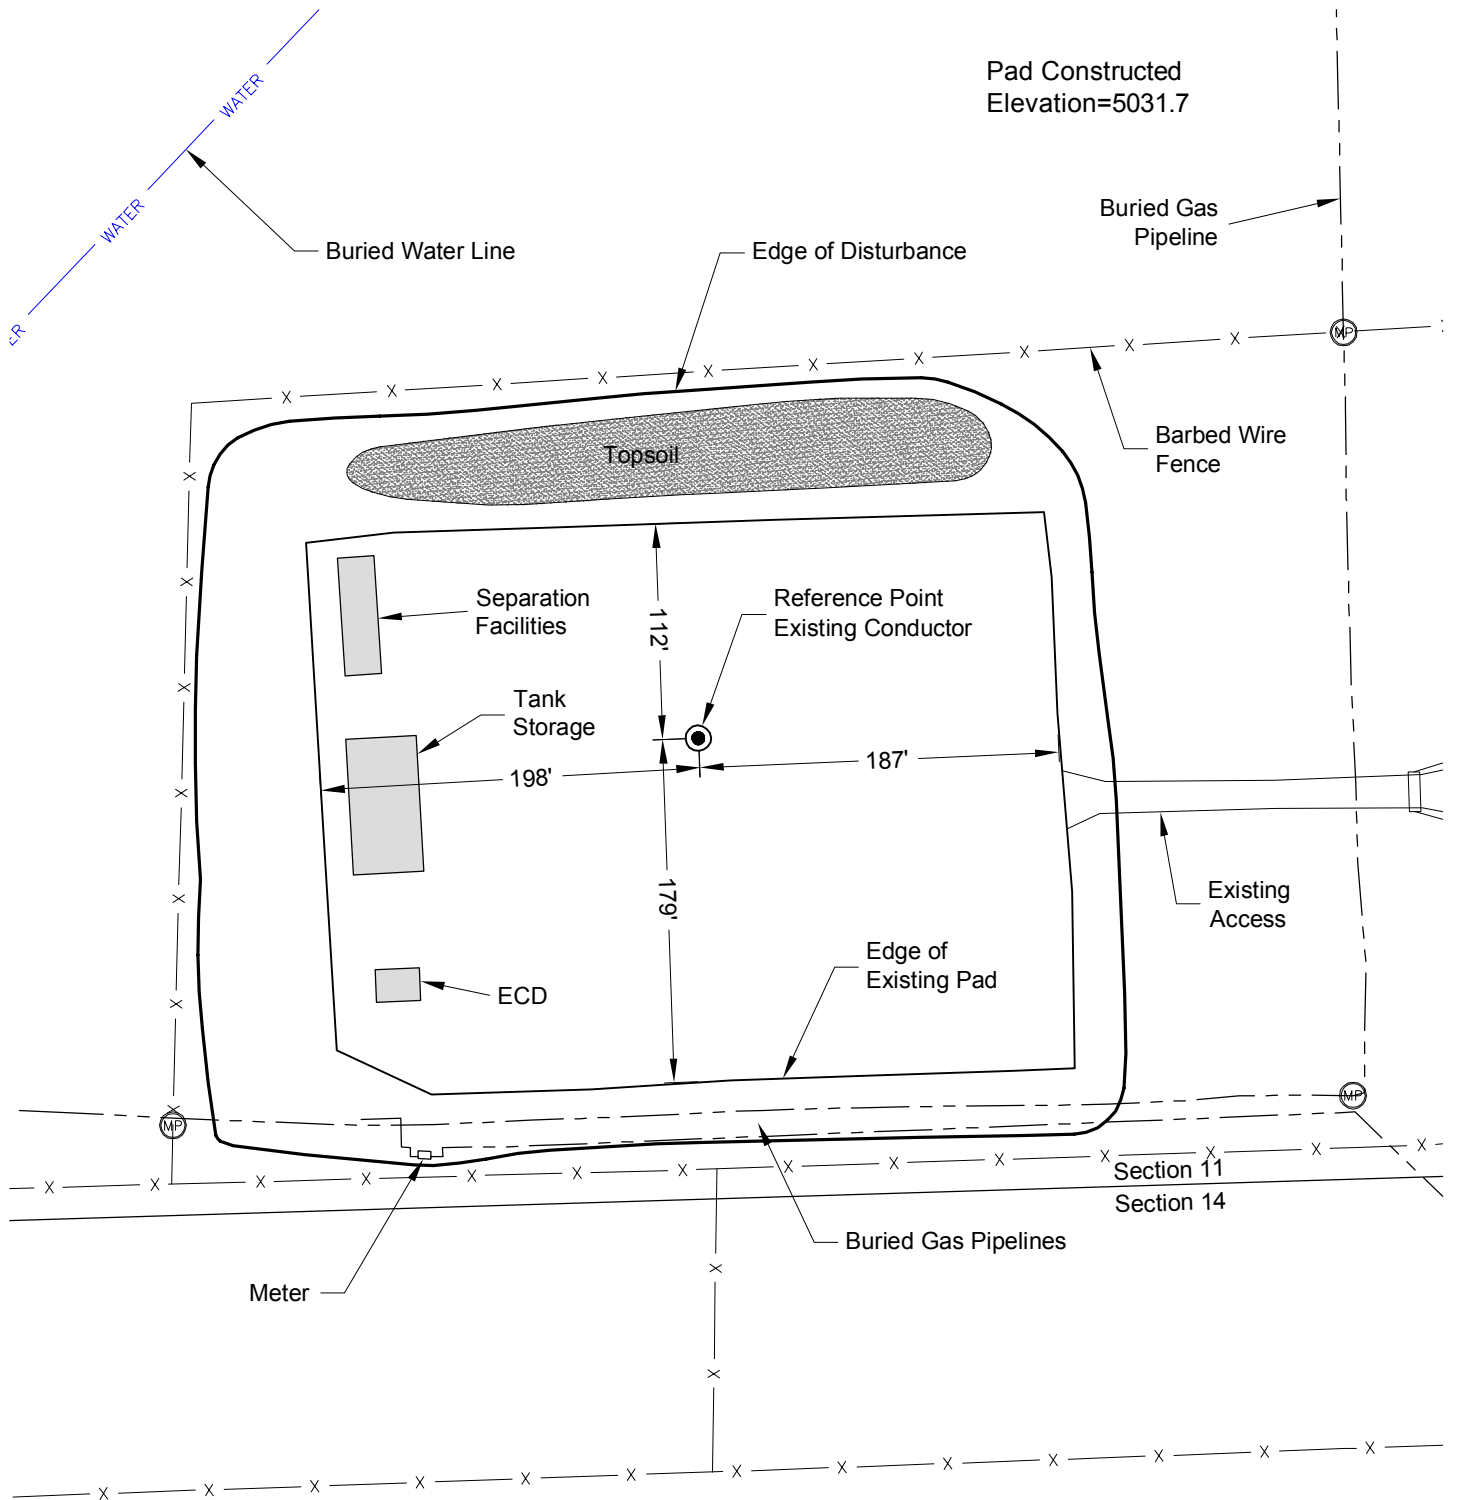 Pad Constructed
Elevation=5031.7
WATER
WATER
ER
Buried Water Line
Edge of Disturbance
Buried Gas
Pipeline
MP
Barbed Wire
Fence
Topsoil
Separation
Facilities
112'
Reference Point
Existing Conductor
Tank
Storage
198'
187'
179'
Existing
Access
Edge of
Existing Pad
ECD
MP
MP
Section 11
Section 14
Buried Gas Pipelines
Meter